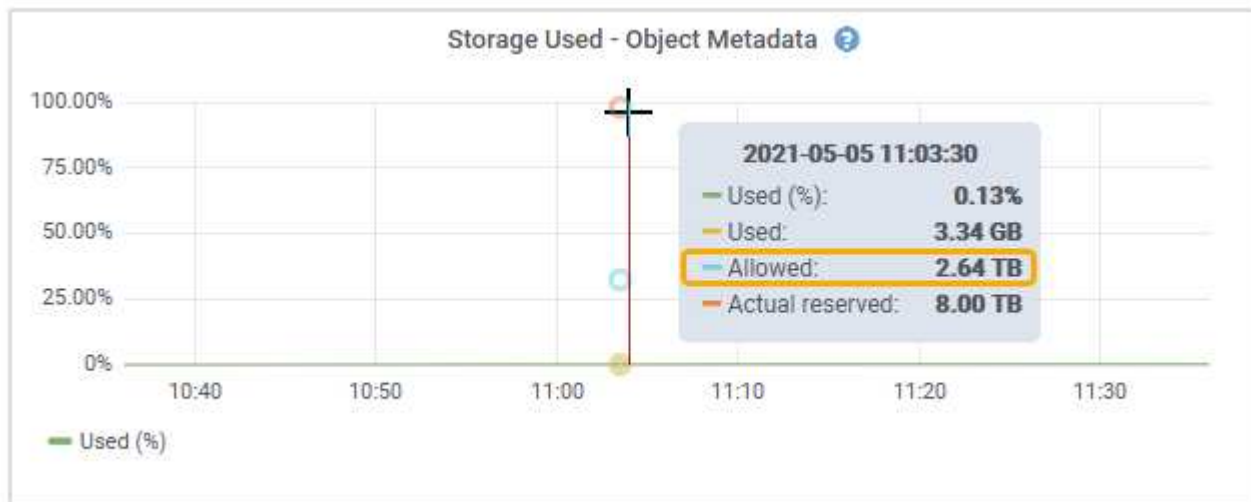 Storage Used - Object Metadata ?
100.00%
75.00%
50.00%
25.00%
0%
10:40 10:50 11:00 11:10 11:20 11:30
2021-05-05 11:03:30
Used (%): 0.13%
Used: 3.34 GB
Allowed: 2.64 TB
Actual reserved: 8.00 TB
Used (%)